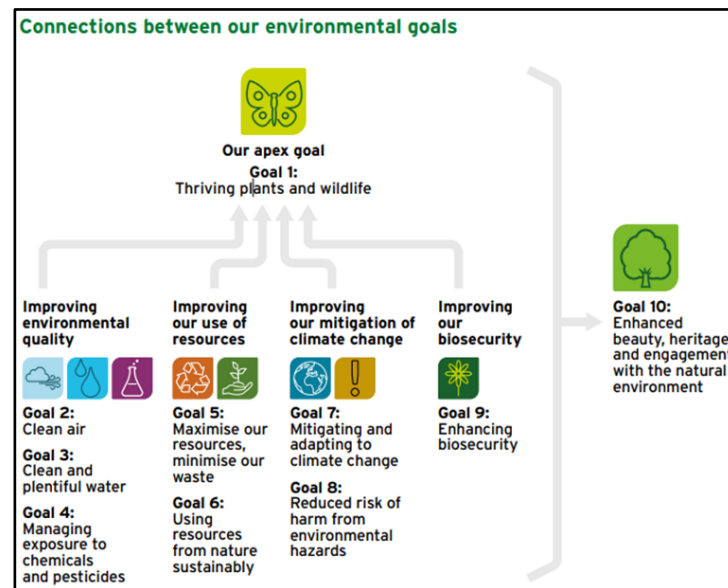 Connections between our environmental goals
Our apex goal
Goal 1:
Thriving plants and wildlife
Improving
environmental
quality
Goal 2:
Clean air
Goal 3:
Clean and
plentiful water
Goal 4:
Managing
exposure to
chemicals
and pesticides
Improving
our use of
resources
Goal 5:
Maximise our
resources,
minimise our
waste
Goal 6:
Using
resources
from nature
sustainably
Improving
our mitigation of
climate change
Goal 7:
Mitigating and
adapting to
climate change
Goal 8:
Reduced risk of
harm from
environmental
hazards
Improving
our
biosecurity
Goal 9:
Enhancing
biosecurity
Goal 10:
Enhanced
beauty, heritage
and engagement
with the natural
environment